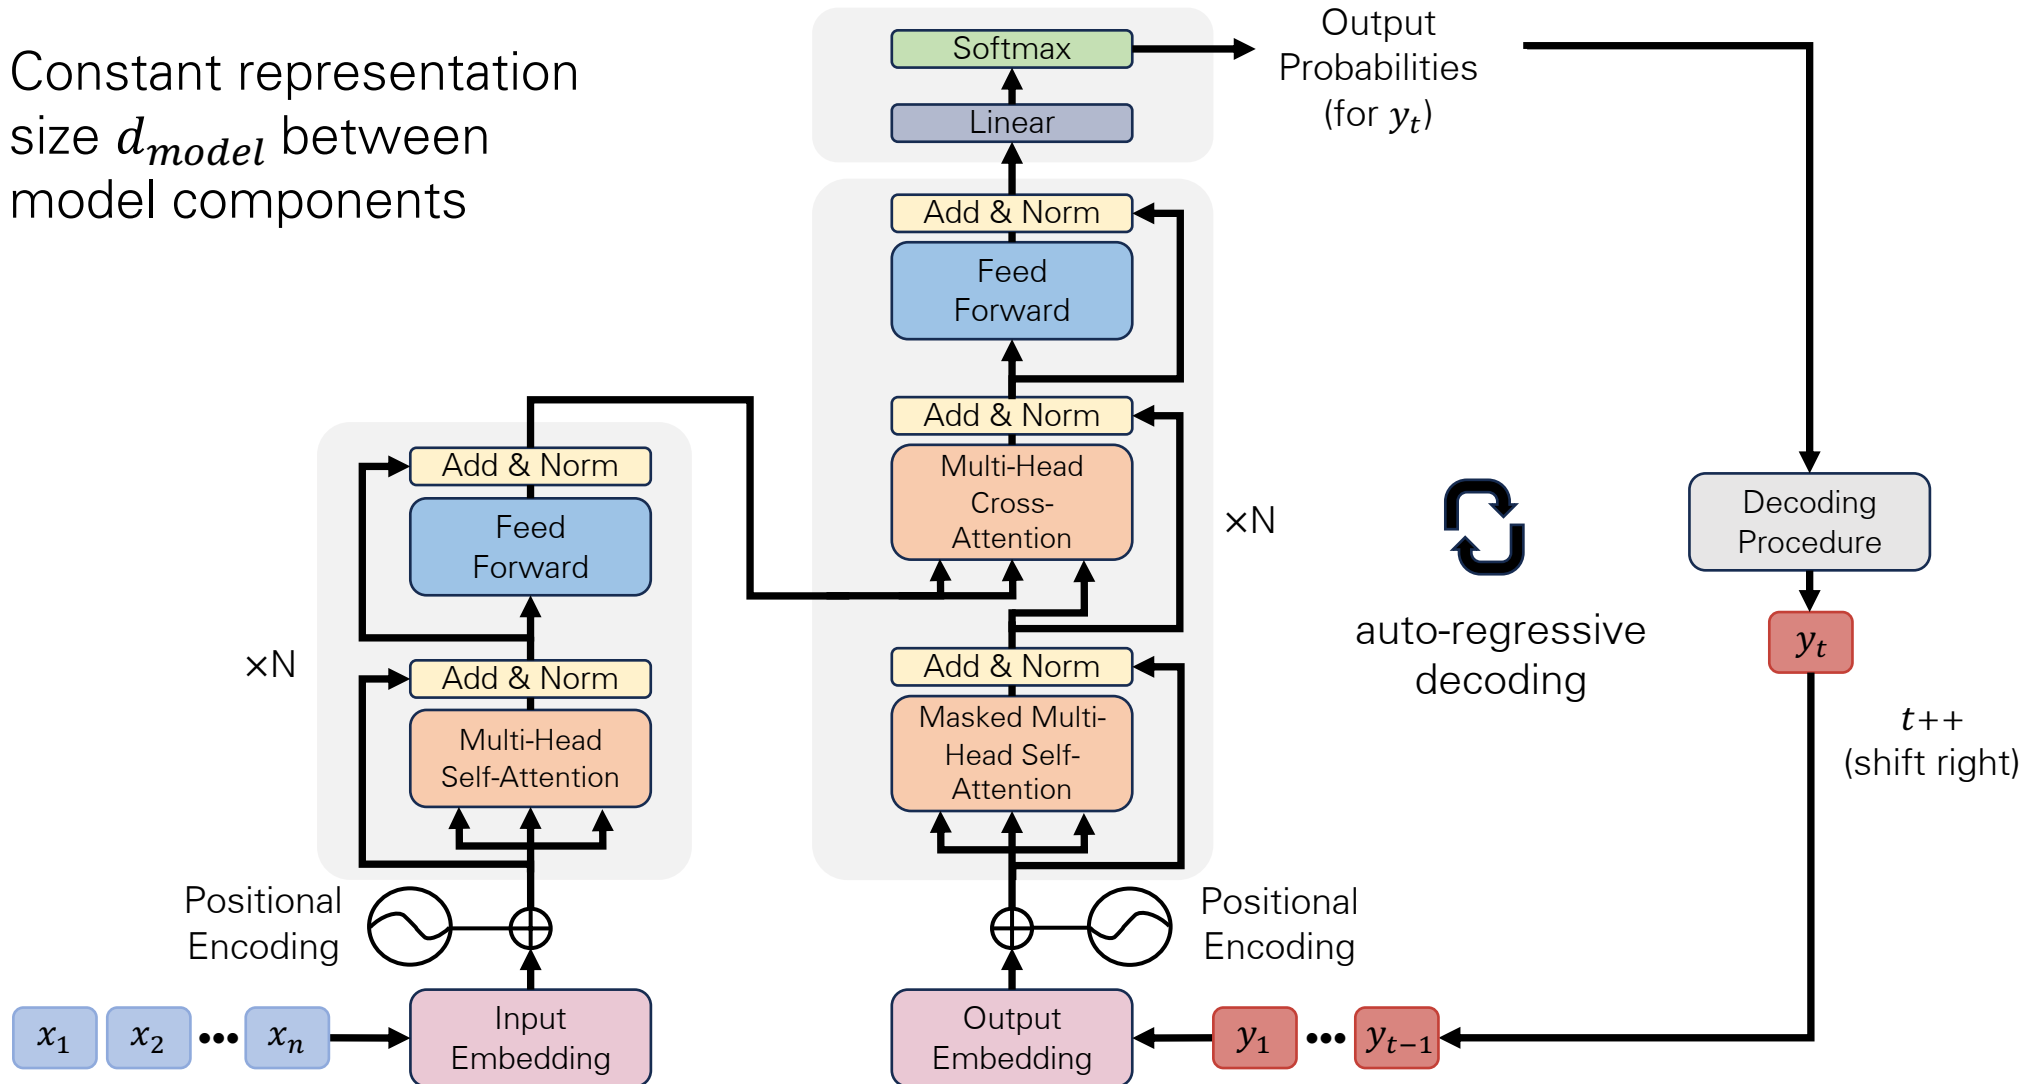 Constant representation
size d_model between
model components
Softmax
Linear
Output
Probabilities
(for y_t)
Add & Norm
Feed
Forward
Add & Norm
Multi-Head
Cross-
Attention
×N
Add & Norm
Masked Multi-
Head Self-
Attention
Add & Norm
Feed
Forward
×N
Add & Norm
Multi-Head
Self-Attention
auto-regressive
decoding
Decoding
Procedure
y_t
t++
(shift right)
Positional
Encoding
Positional
Encoding
x_1 x_2 ••• x_n
Input
Embedding
Output
Embedding
y_1 ••• y_{t−1}